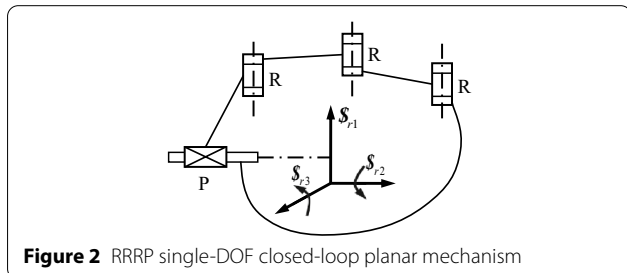 R
R
R
P
$r1
$r2
$r3
Figure 2 RRRP single-DOF closed-loop planar mechanism